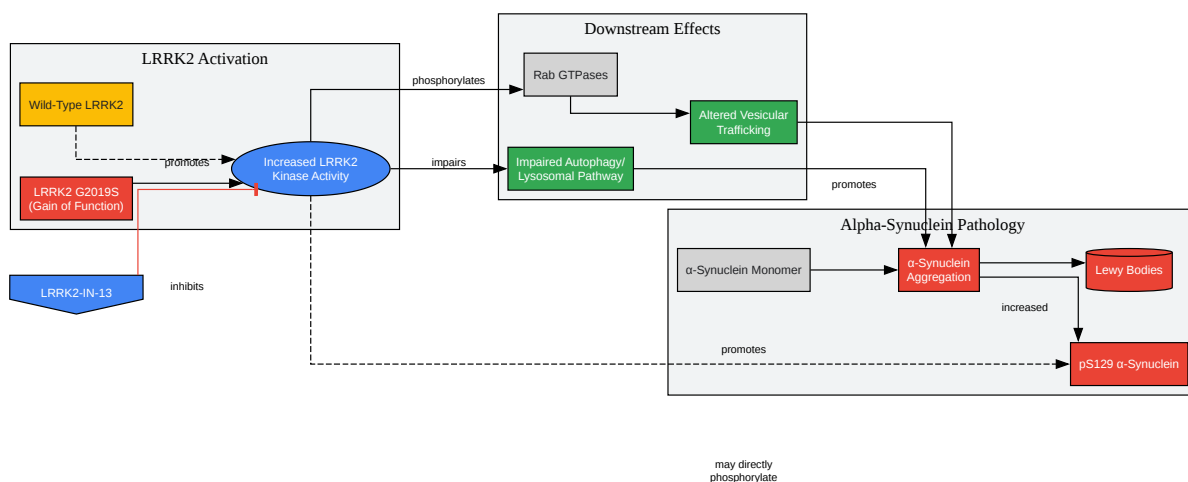 Downstream Effects
LRRK2 Activation
Rab GTPases
phosphorylates
Wild-Type LRRK2
Altered Vesicular
Trafficking
promotes
Increased LRRK2
Kinase Activity
impairs
Impaired Autophagy/
Lysosomal Pathway
promotes
LRRK2 G2019S
(Gain of Function)
Alpha-Synuclein Pathology
α-Synuclein Monomer
α-Synuclein
Aggregation
Lewy Bodies
LRRK2-IN-13
inhibits
increased
promotes
pS129 α-Synuclein
may directly
phosphorylate